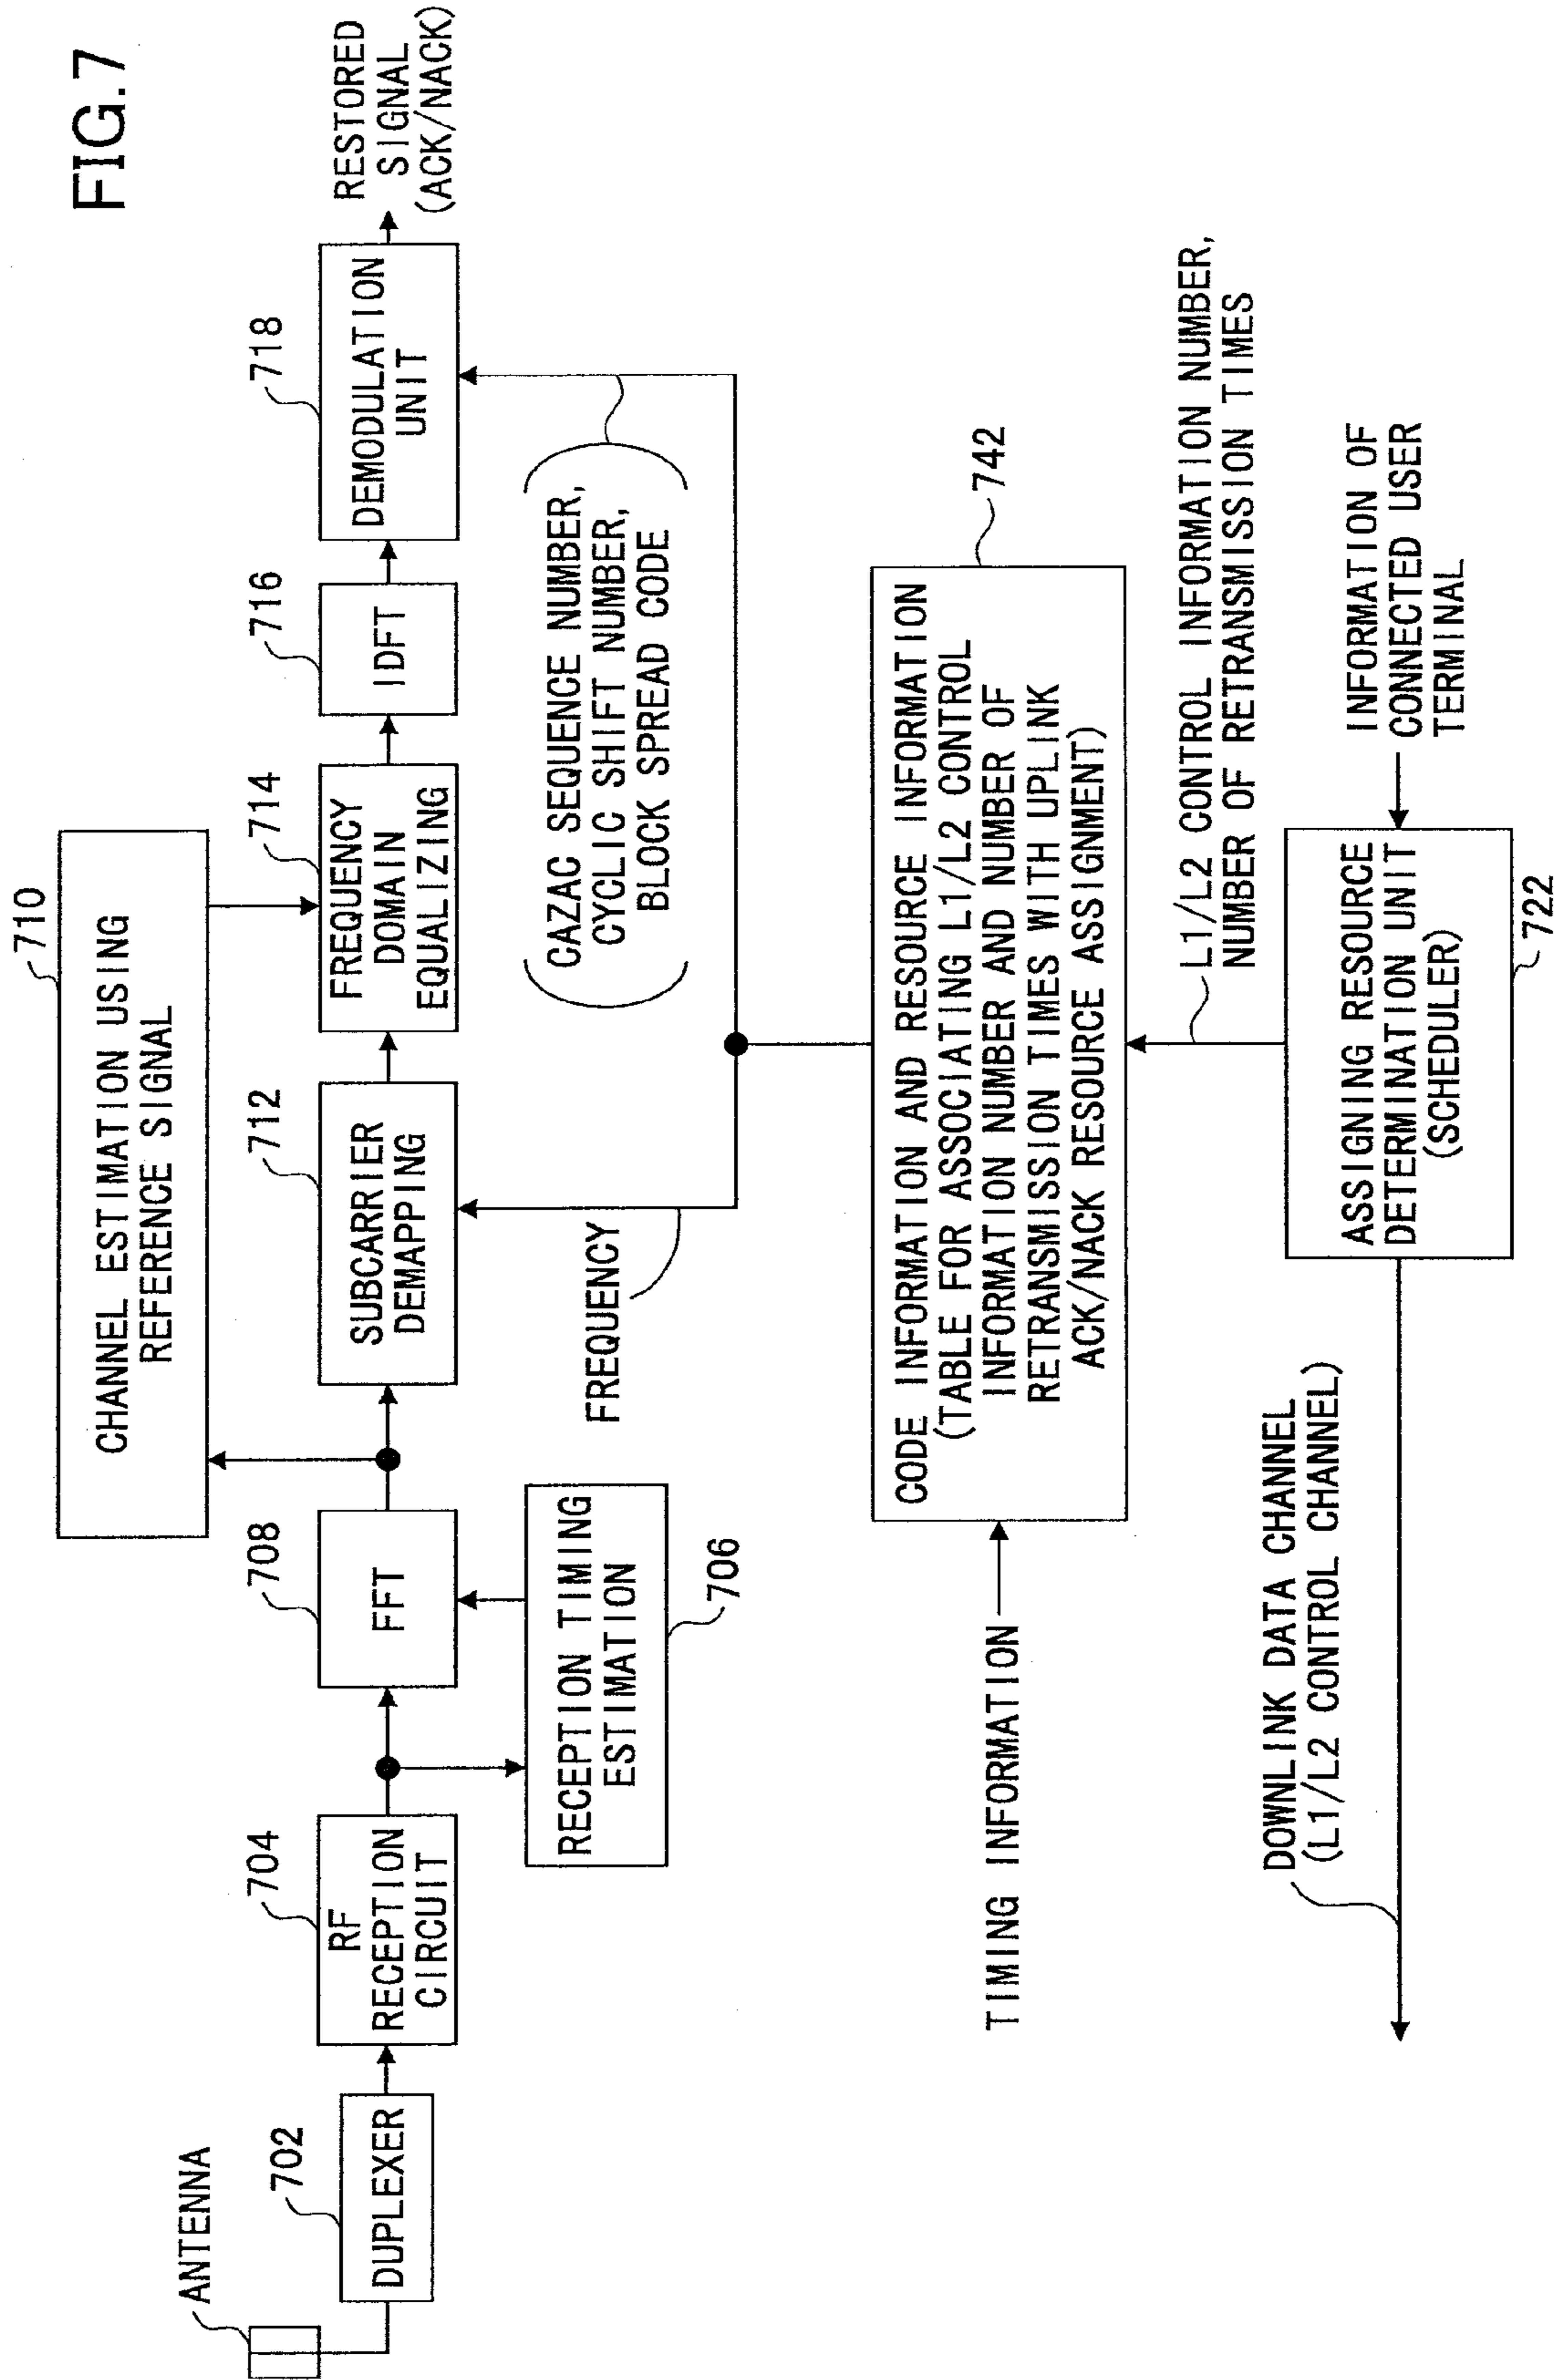 FIG.7
ANTENNA
702
DUPLEXER
704
RF
RECEPTION
CIRCUIT
706
RECEPTION TIMING
ESTIMATION
708
FFT
710
CHANNEL ESTIMATION USING
REFERENCE SIGNAL
712
SUBCARRIER
DEMAPPING
714
FREQUENCY
DOMAIN
EQUALIZING
716
IDFT
718
DEMODULATION
UNIT
RESTORED
SIGNAL
(ACK/NACK)
FREQUENCY
CAZAC SEQUENCE NUMBER,
CYCLIC SHIFT NUMBER,
BLOCK SPREAD CODE
742
CODE INFORMATION AND RESOURCE INFORMATION
(TABLE FOR ASSOCIATING L1/L2 CONTROL
INFORMATION NUMBER AND NUMBER OF
RETRANSMISSION TIMES WITH UPLINK
ACK/NACK RESOURCE ASSIGNMENT)
TIMING INFORMATION
L1/L2 CONTROL INFORMATION NUMBER,
NUMBER OF RETRANSMISSION TIMES
DOWNLINK DATA CHANNEL
(L1/L2 CONTROL CHANNEL)
ASSIGNING RESOURCE
DETERMINATION UNIT
(SCHEDULER)
722
INFORMATION OF
CONNECTED USER
TERMINAL